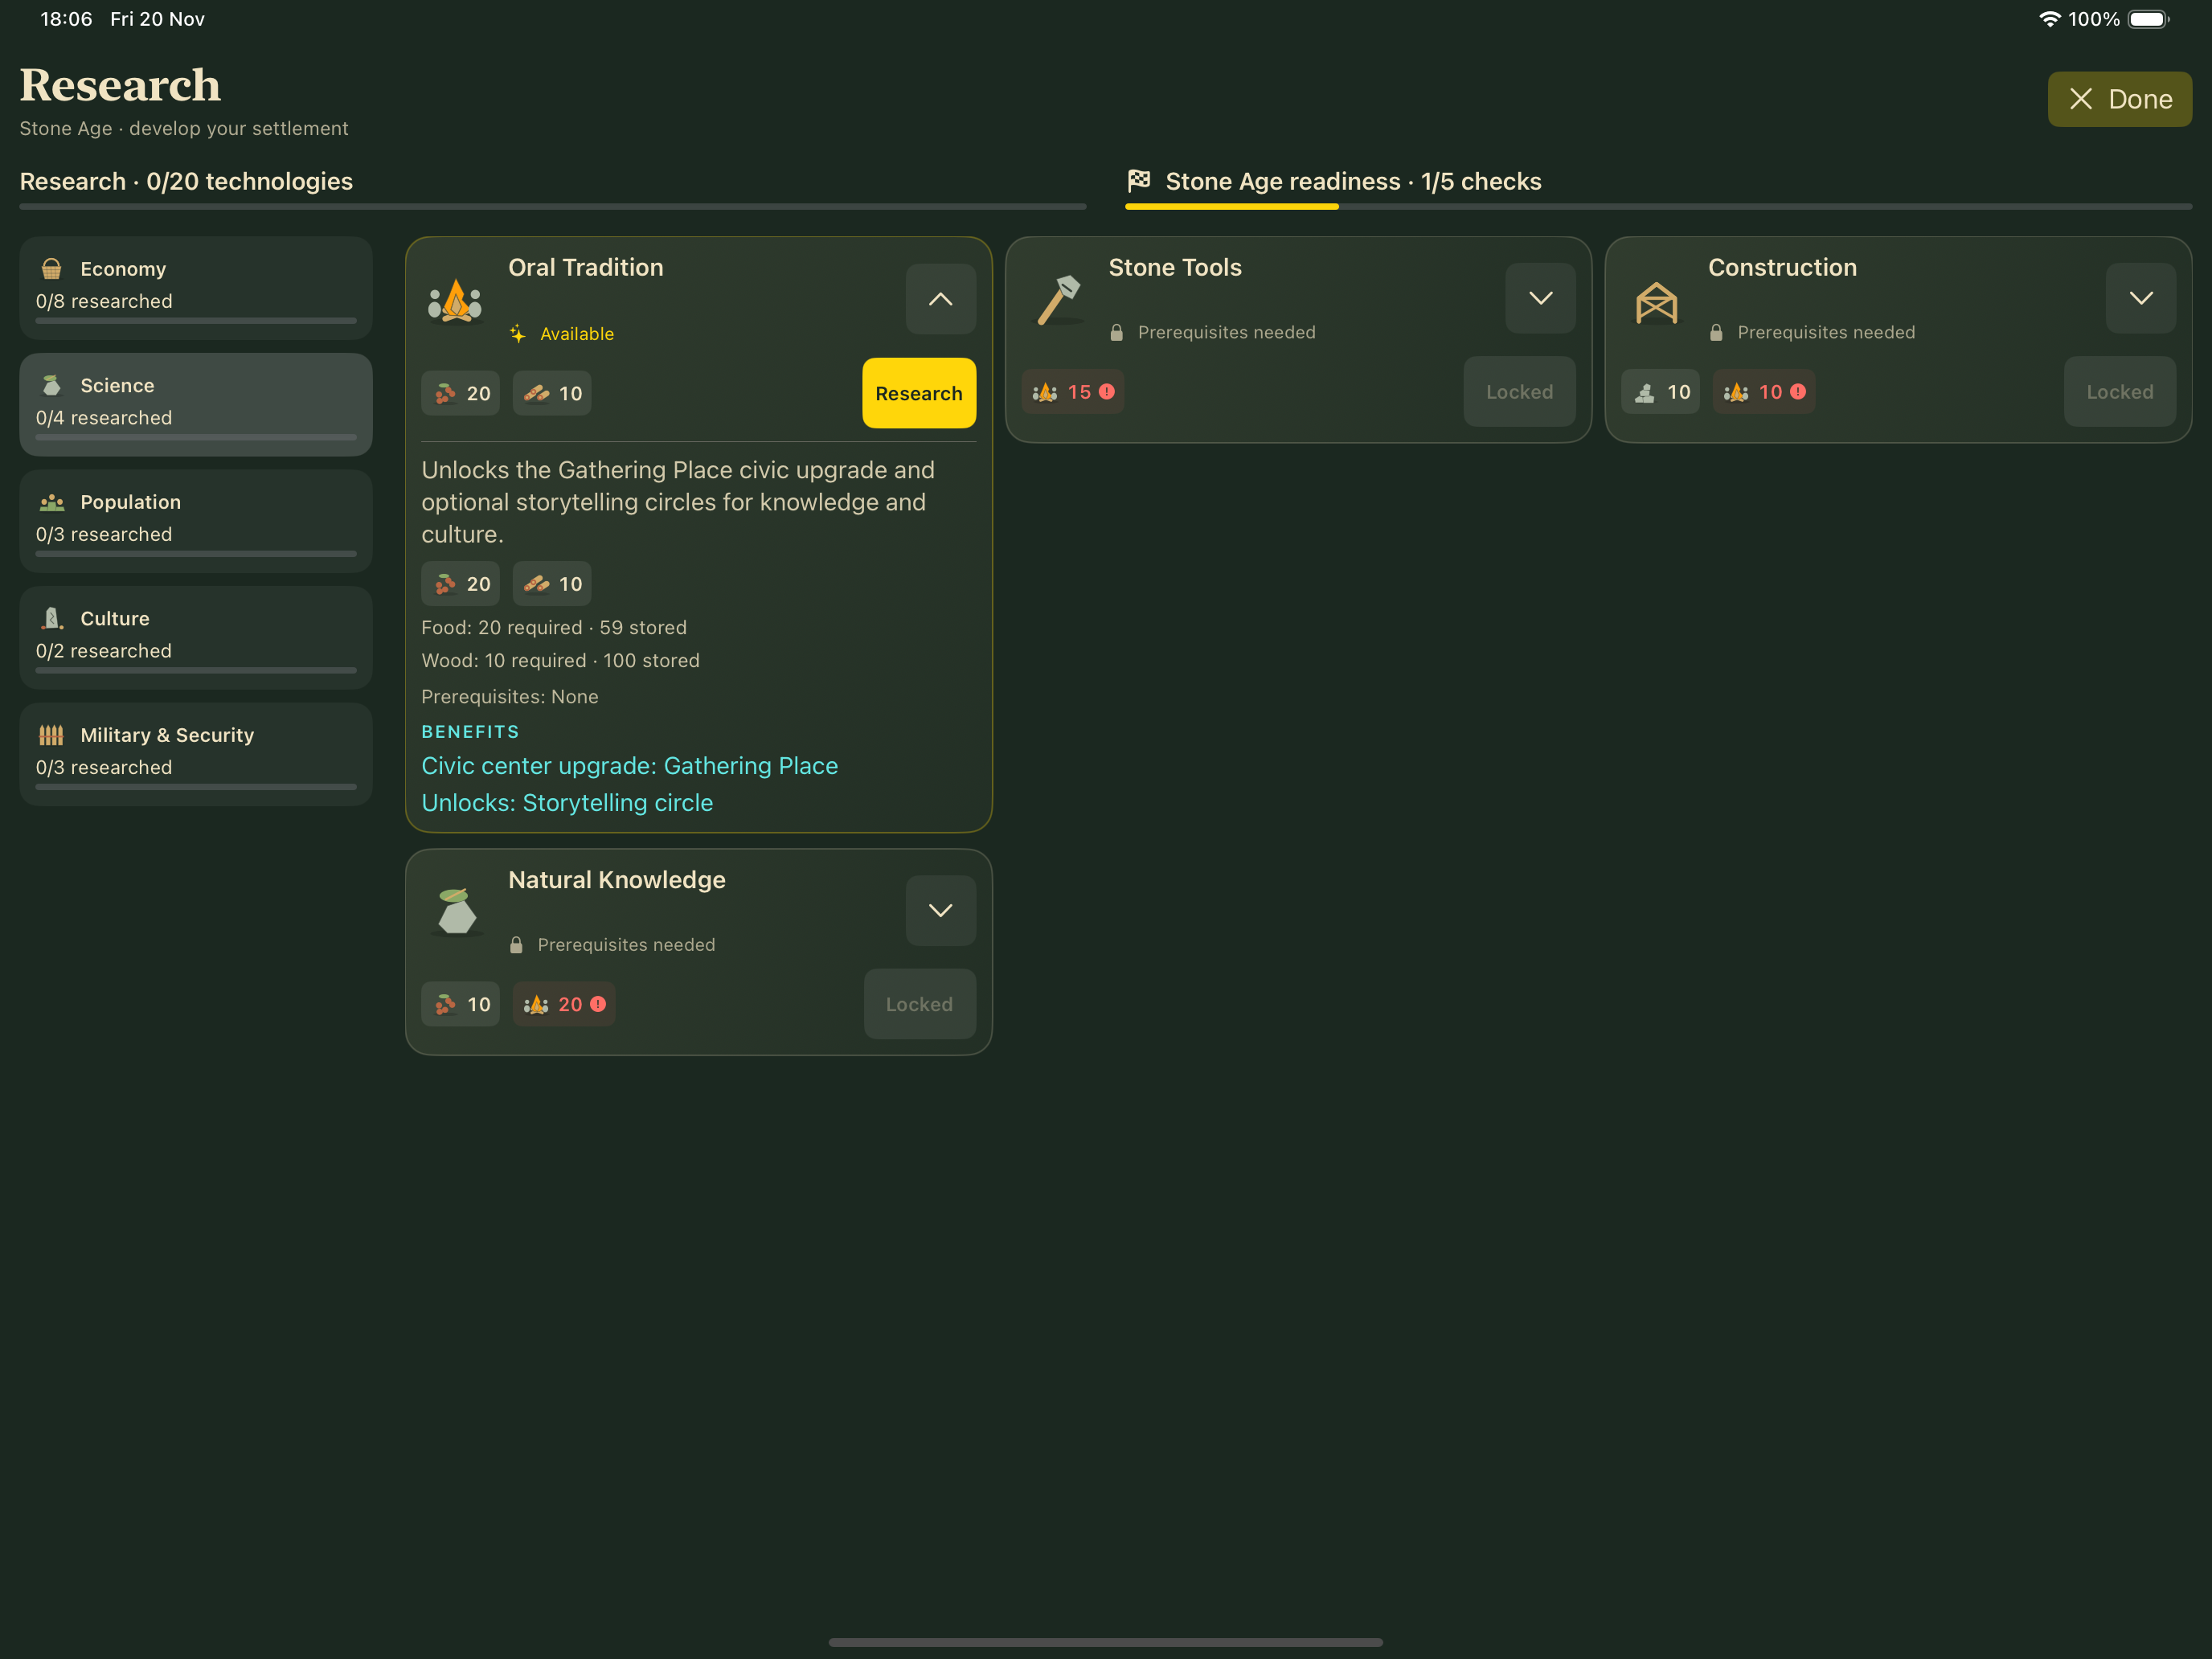 18:06 Fri 20 Nov
100%
Research
Stone Age · develop your settlement
Done
Research · 0/20 technologies
Stone Age readiness · 1/5 checks
Economy
0/8 researched
Science
0/4 researched
Population
0/3 researched
Culture
0/2 researched
Military & Security
0/3 researched
Oral Tradition
Available
20 10
Research
Unlocks the Gathering Place civic upgrade and
optional storytelling circles for knowledge and
culture.
20 10
Food: 20 required · 59 stored
Wood: 10 required · 100 stored
Prerequisites: None
BENEFITS
Civic center upgrade: Gathering Place
Unlocks: Storytelling circle
Stone Tools
Prerequisites needed
15
Locked
Construction
Prerequisites needed
10 10
Locked
Natural Knowledge
Prerequisites needed
10 20
Locked